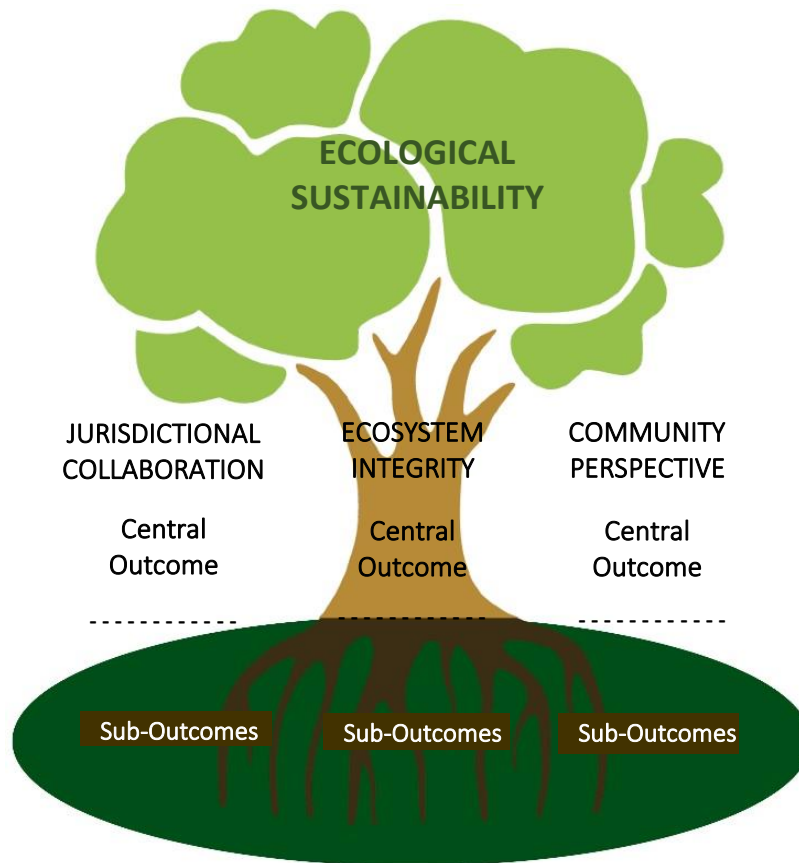 ECOLOGICAL
SUSTAINABILITY
JURISDICTIONAL
COLLABORATION
Central
Outcome
ECOSYSTEM
INTEGRITY
Central
Outcome
COMMUNITY
PERSPECTIVE
Central
Outcome
Sub-Outcomes
Sub-Outcomes
Sub-Outcomes